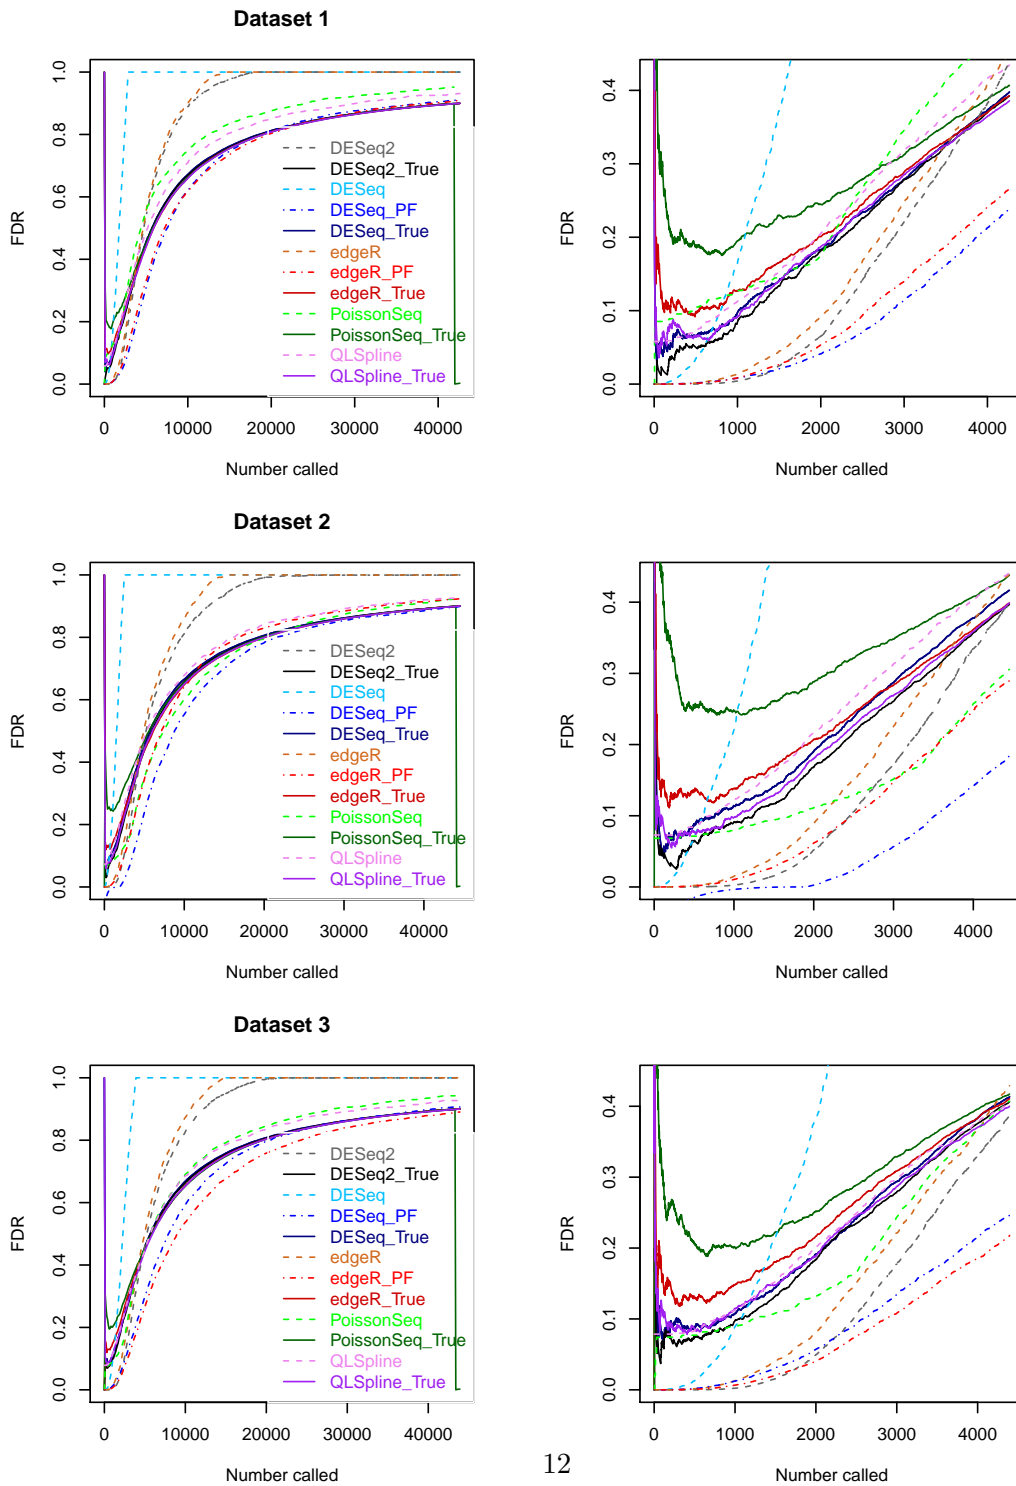 Dataset 1
FDR
0.0 0.2 0.4 0.6 0.8 1.0
DESeq2
DESeq2_True
DESeq
DESeq_PF
DESeq_True
edgeR
edgeR_PF
edgeR_True
PoissonSeq
PoissonSeq_True
QLSpline
QLSpline_True
0 10000 20000 30000 40000
Number called
FDR
0.0 0.1 0.2 0.3 0.4
0 1000 2000 3000 4000
Number called
Dataset 2
FDR
0.0 0.2 0.4 0.6 0.8 1.0
DESeq2
DESeq2_True
DESeq
DESeq_PF
DESeq_True
edgeR
edgeR_PF
edgeR_True
PoissonSeq
PoissonSeq_True
QLSpline
QLSpline_True
0 10000 20000 30000 40000
Number called
FDR
0.0 0.1 0.2 0.3 0.4
0 1000 2000 3000 4000
Number called
Dataset 3
FDR
0.0 0.2 0.4 0.6 0.8 1.0
DESeq2
DESeq2_True
DESeq
DESeq_PF
DESeq_True
edgeR
edgeR_PF
edgeR_True
PoissonSeq
PoissonSeq_True
QLSpline
QLSpline_True
0 10000 20000 30000 40000
Number called
FDR
0.0 0.1 0.2 0.3 0.4
0 1000 2000 3000 4000
Number called
12